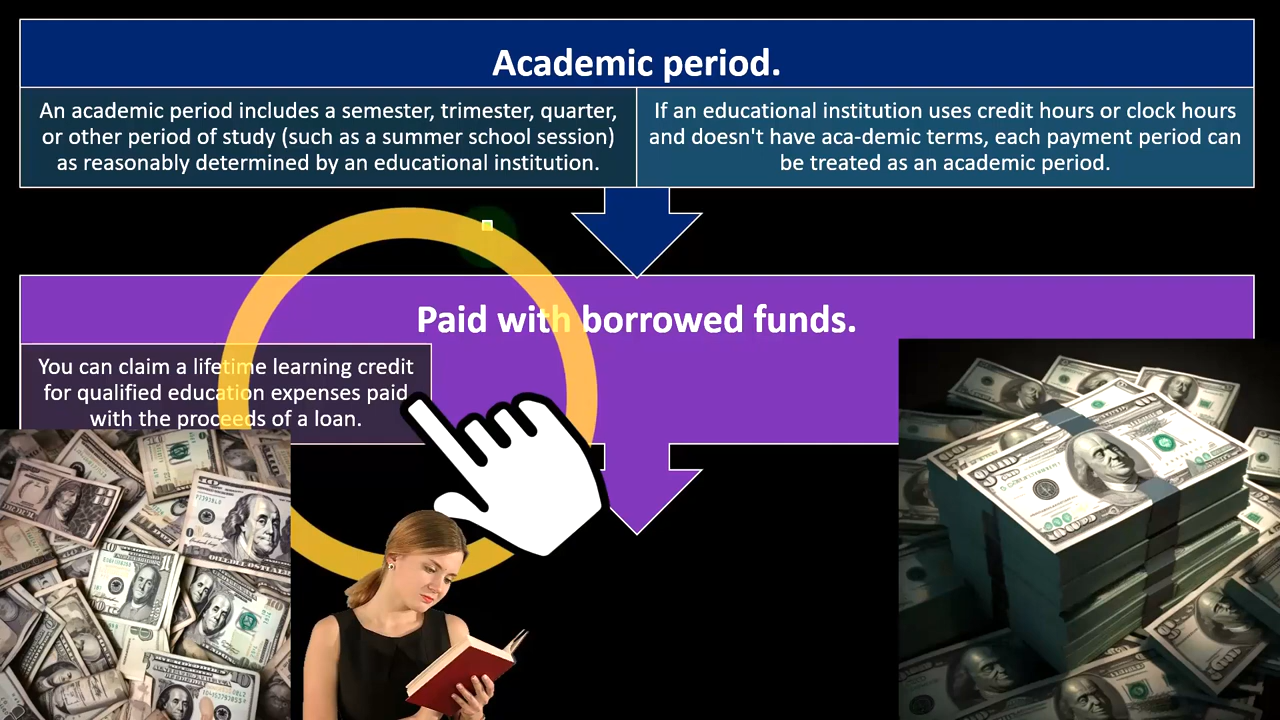 Academic period.
An academic period includes a semester, trimester, quarter,
or other period of study (such as a summer school session)
as reasonably determined by an educational institution.
If an educational institution uses credit hours or clock hours
and doesn't have aca-demic terms, each payment period can
be treated as an academic period.
Paid with borrowed funds.
You can claim a lifetime learning credit
for qualified education expenses paid
with the proceeds of a loan.